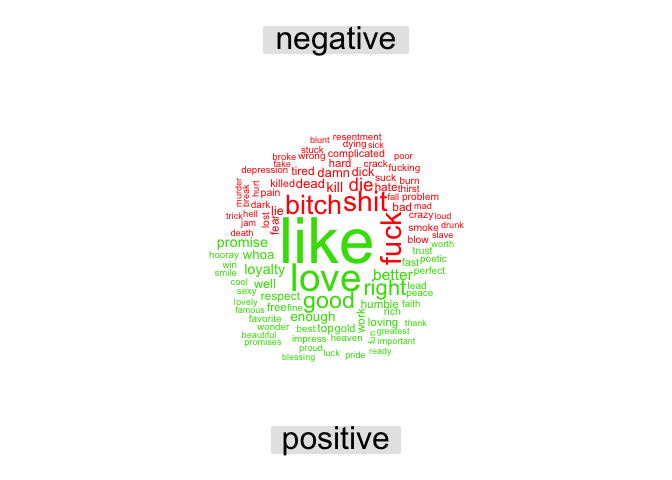 negative
blunt resentment
stuck dying sick
broke wrong complicated poor
fake hard crack fucking
depression tired damn dick suck burn
murder break hurt pain killed dead kill die hate thirst
dark lie bitch shit fall problem
trick hell lost bad mad
jam fear crazy loud
death fuck smoke drunk
blow slave
promise like worth
hooray whoa trust
win loyalty love fast poetic
smile better perfect
cool well right lead
sexy respect good peace
lovely free fine humble faith
famous enough work rich
favorite loving thank
wonder best top gold fun greatest
beautiful impress heaven important
promises proud ready
blessing luck pride
positive